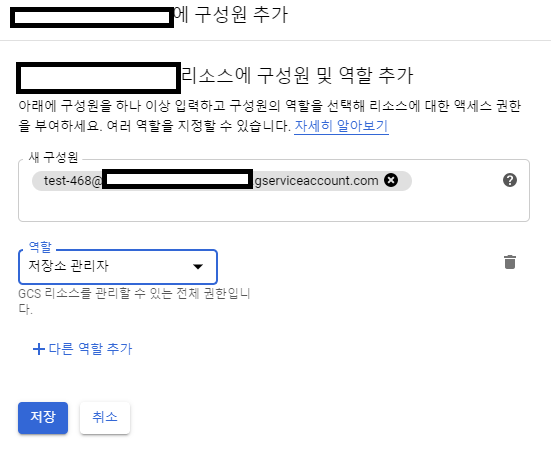 에 구성원 추가
리소스에 구성원 및 역할 추가
아래에 구성원을 하나 이상 입력하고 구성원의 역할을 선택해 리소스에 대한 액세스 권한
을 부여하세요. 여러 역할을 지정할 수 있습니다. 자세히 알아보기
새 구성원
test-468@
gserviceaccount.com
역할
저장소 관리자
GCS 리소스를 관리할 수 있는 전체 권한입니
다.
+ 다른 역할 추가
저장 취소